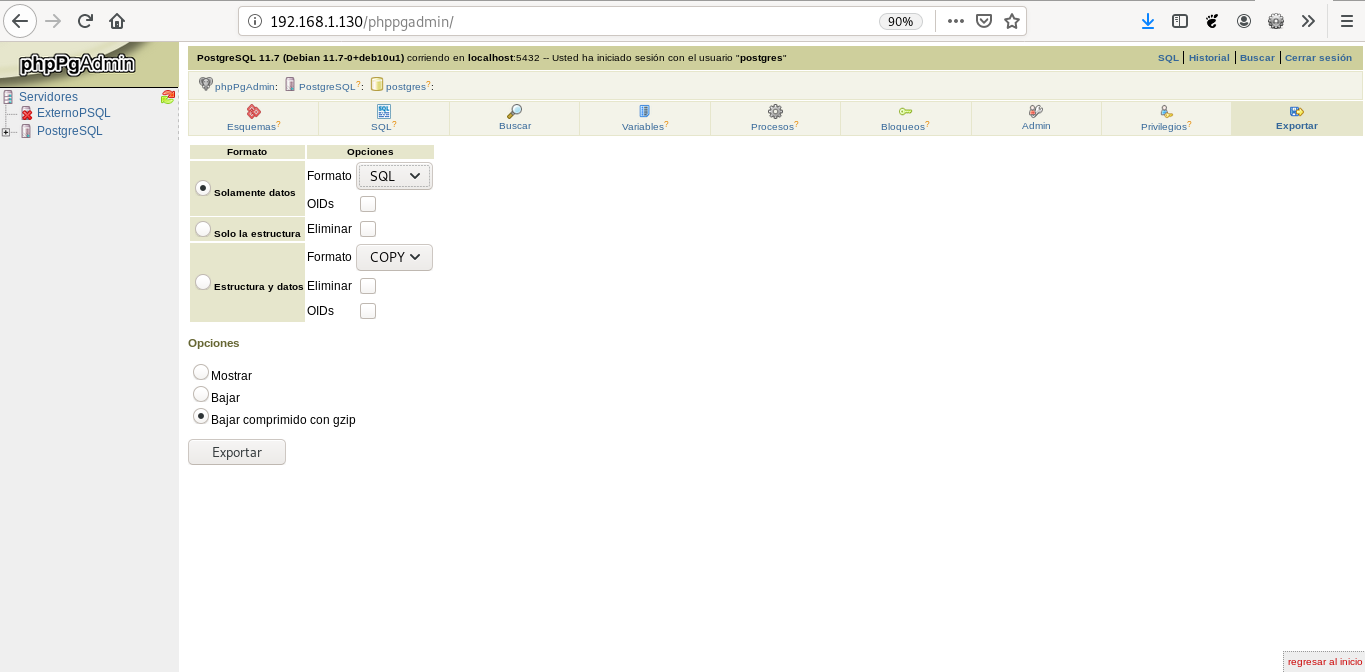 192.168.1.130/phppgadmin/
90%
phpPgAdmin
Servidores
ExternoPSQL
PostgreSQL
PostgreSQL 11.7 (Debian 11.7-0+deb10u1) corriendo en localhost:5432 -- Usted ha iniciado sesión con el usuario "postgres"
SQL | Historial | Buscar | Cerrar sesión
phpPgAdmin: PostgreSQL?: postgres?:
Esquemas? SQL? Buscar Variables? Procesos? Bloqueos? Admin Privilegios? Exportar
Formato Opciones
Solamente datos
Formato SQL
OIDs
Solo la estructura Eliminar
Estructura y datos
Formato COPY
Eliminar
OIDs
Opciones
Mostrar
Bajar
Bajar comprimido con gzip
Exportar
regresar al inicio